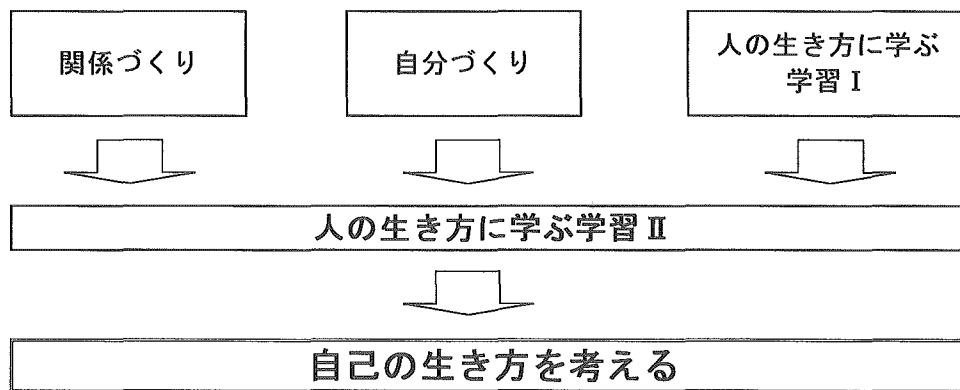 関係づくり
自分づくり
人の生き方に学ぶ
学習Ⅰ
人の生き方に学ぶ学習Ⅱ
自己の生き方を考える